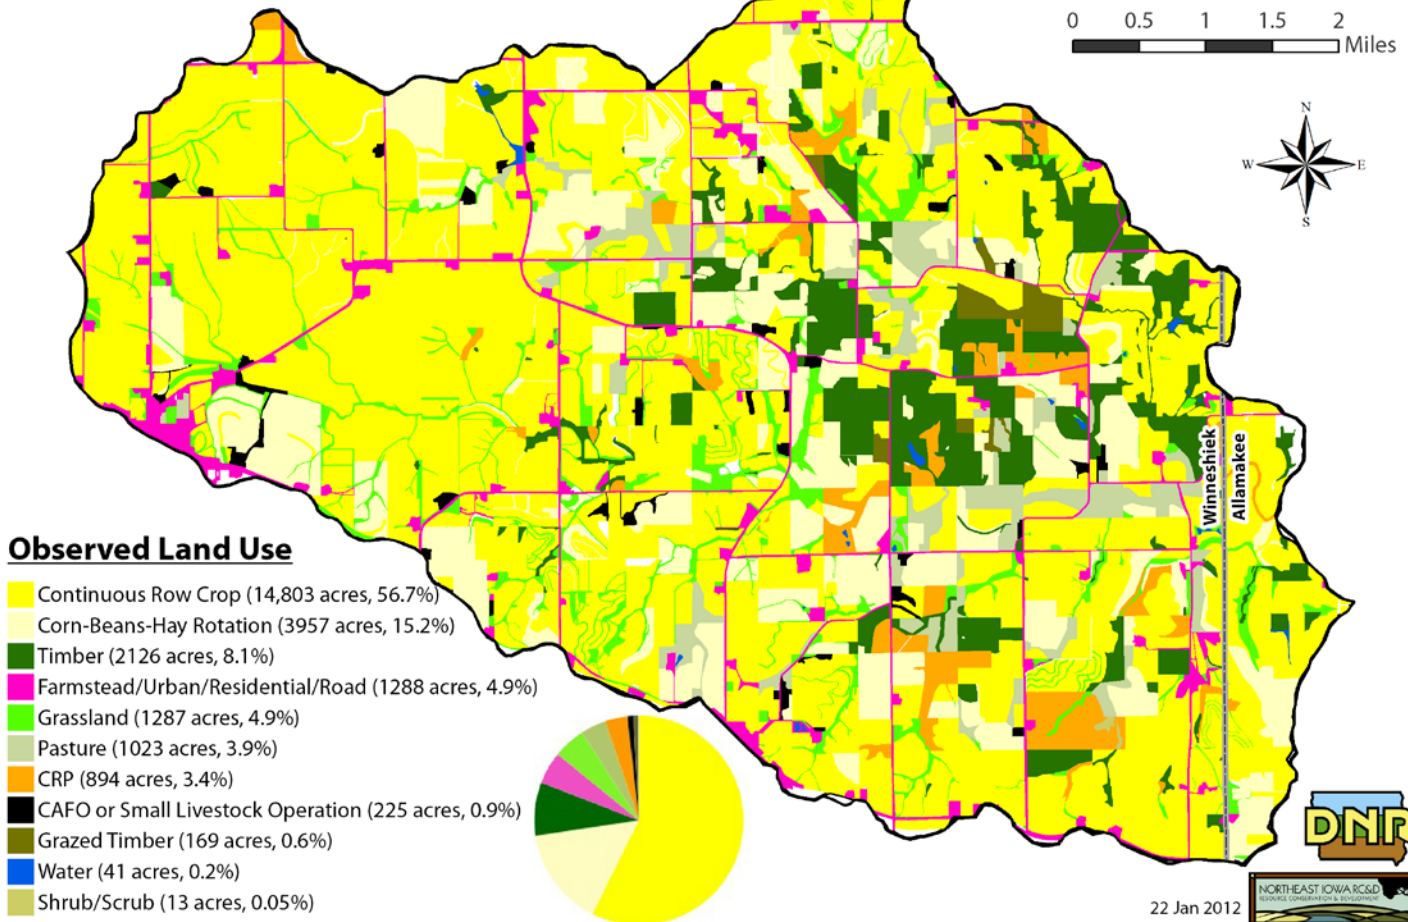 0 0.5 1 1.5 2
Miles
N
W E
S
Winneshiek
Allamakee
Observed Land Use
Continuous Row Crop (14,803 acres, 56.7%)
Corn-Beans-Hay Rotation (3957 acres, 15.2%)
Timber (2126 acres, 8.1%)
Farmstead/Urban/Residential/Road (1288 acres, 4.9%)
Grassland (1287 acres, 4.9%)
Pasture (1023 acres, 3.9%)
CRP (894 acres, 3.4%)
CAFO or Small Livestock Operation (225 acres, 0.9%)
Grazed Timber (169 acres, 0.6%)
Water (41 acres, 0.2%)
Shrub/Scrub (13 acres, 0.05%)
DNR
22 Jan 2012
NORTHEAST IOWA RC&D
RESOURCE CONSERVATION & DEVELOPMENT